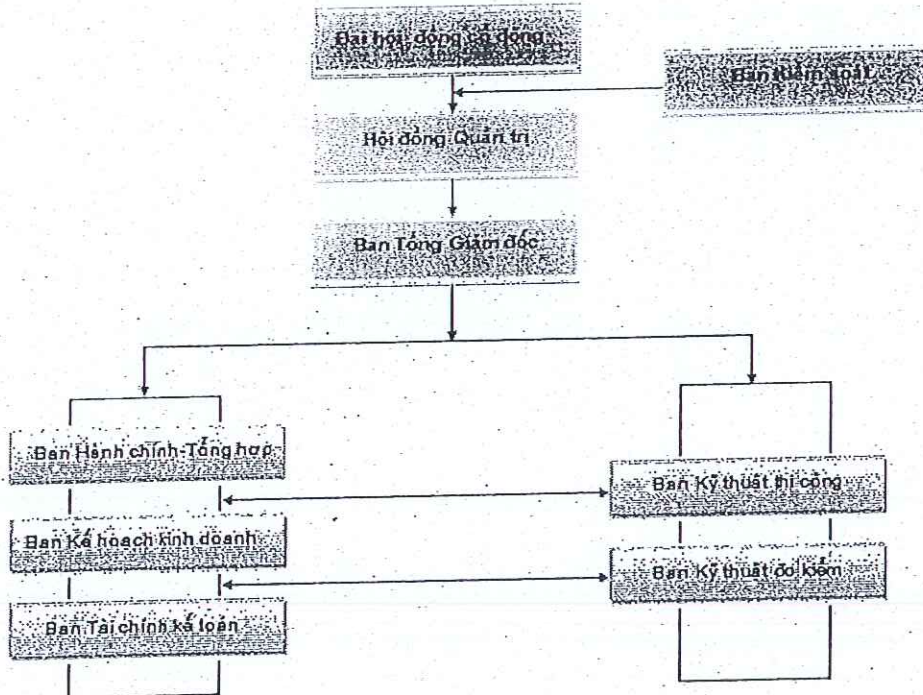 Đại hội đồng cổ đông
Ban Kiểm soát
Hội đồng Quản trị
Ban Tổng Giám đốc
Ban Hành chính-Tổng hợp
Ban Kỹ thuật thi công
Ban Kế hoạch kinh doanh
Ban Kỹ thuật đo kiểm
Ban Tài chính kế toán